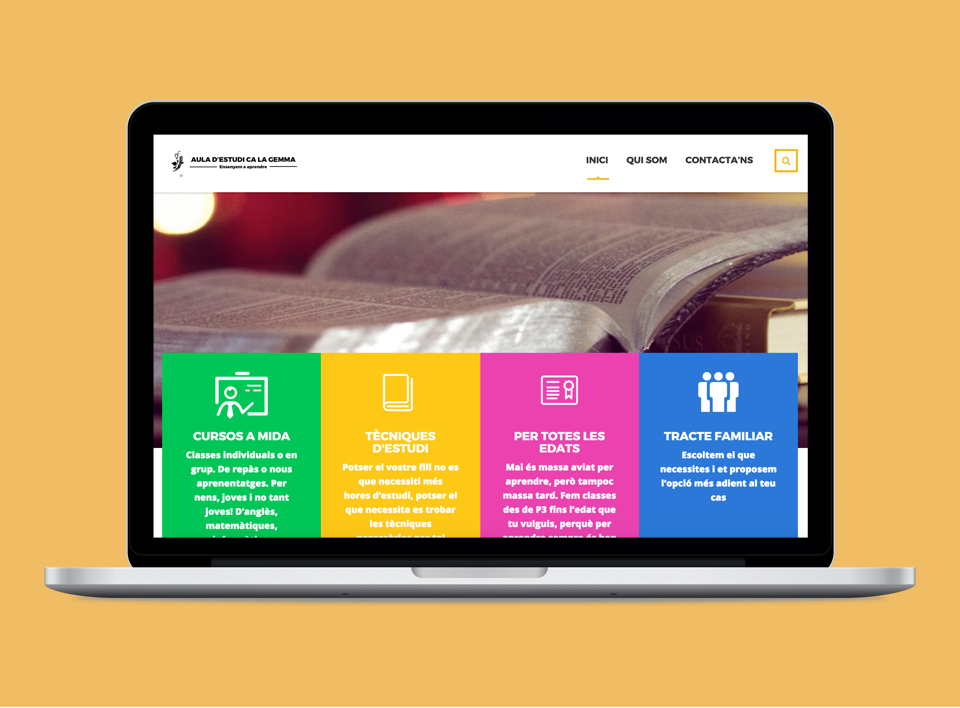 AULA D'ESTUDI CA LA GEMMA
Ensenyem a aprendre
INICI
QUI SOM
CONTACTA'NS
CURSOS A MIDA
Classes individuals o en
grup. De repàs o nous
aprenentatges. Per
nens, joves i no tant
joves! D'anglès,
matemàtiques,
TÈCNIQUES
D'ESTUDI
Potser el vostre fill no es
que necessiti més
hores d'estudi, potser el
que necessita es trobar
les tècniques
PER TOTES LES
EDATS
Mai és massa aviat per
aprendre, però tampoc
massa tard. Fem classes
des de P3 fins l'edat que
tu vulguis, perquè per
aprendre sempre és bon
TRACTE FAMILIAR
Escoltem el que
necessites i et proposem
l'opció més adient al teu
cas